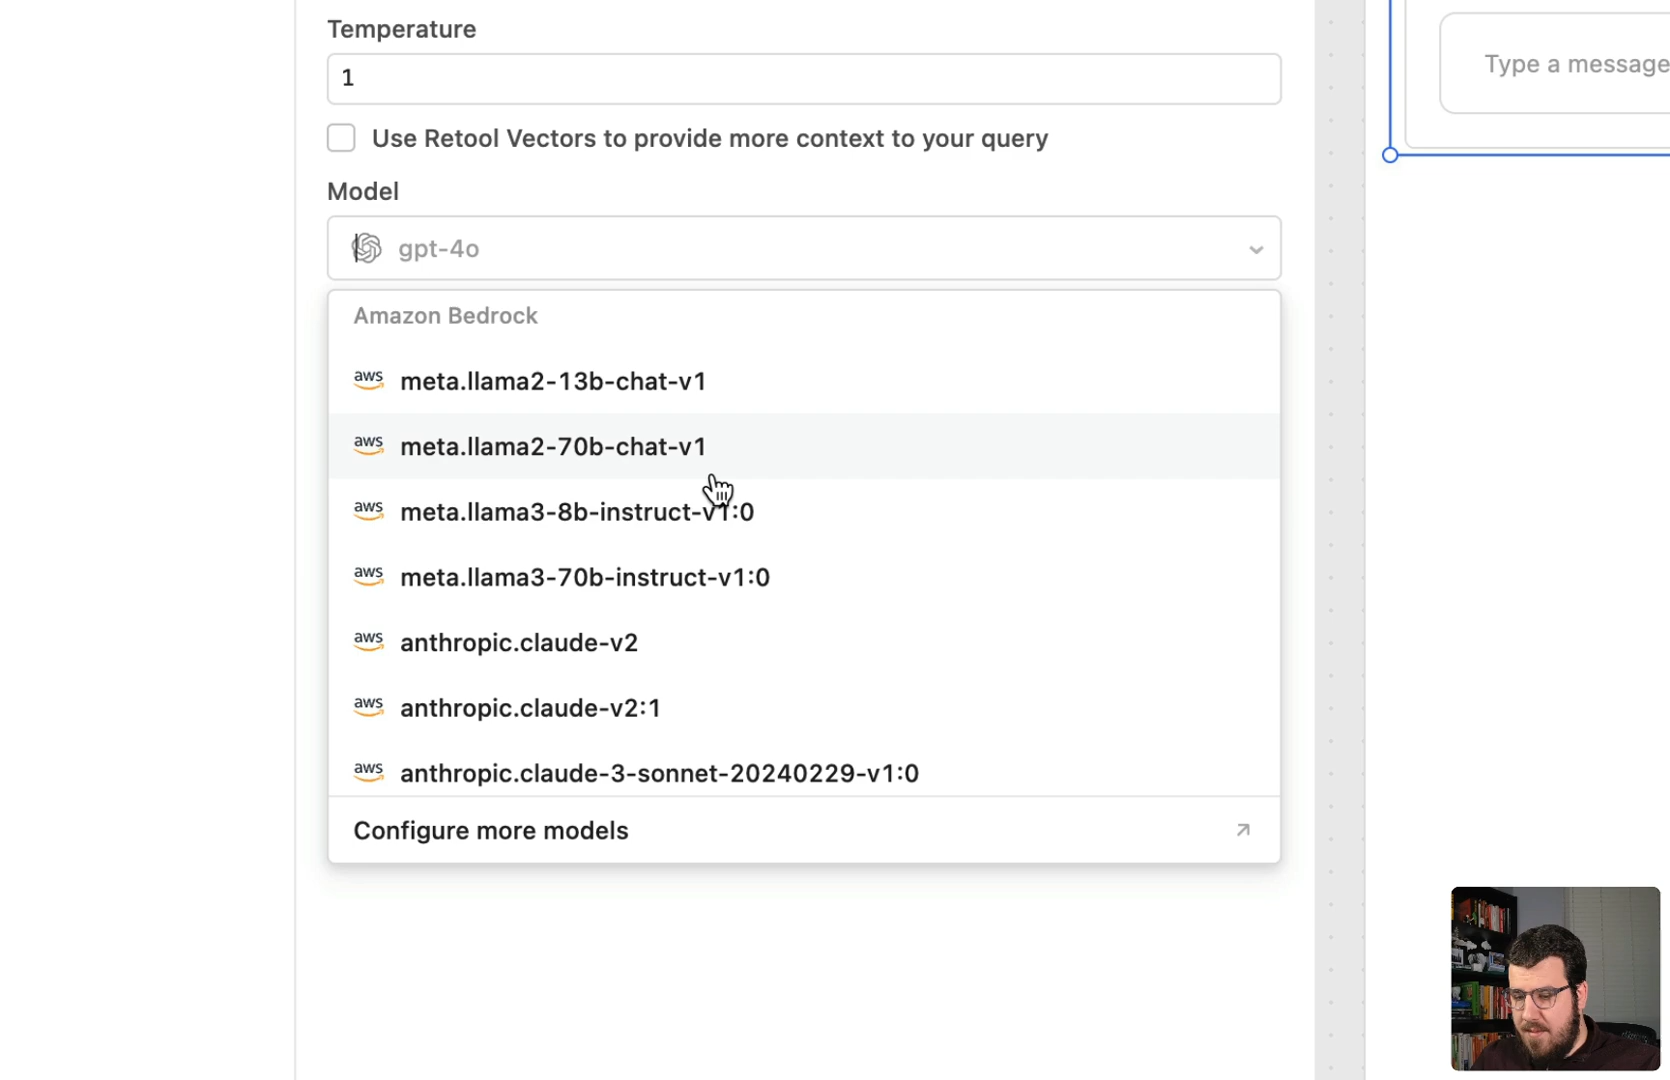 Temperature
1
Type a message
Use Retool Vectors to provide more context to your query
Model
gpt-4o
Amazon Bedrock
aws meta.llama2-13b-chat-v1
aws meta.llama2-70b-chat-v1
aws meta.llama3-8b-instruct-v1:0
aws meta.llama3-70b-instruct-v1:0
aws anthropic.claude-v2
aws anthropic.claude-v2:1
aws anthropic.claude-3-sonnet-20240229-v1:0
Configure more models